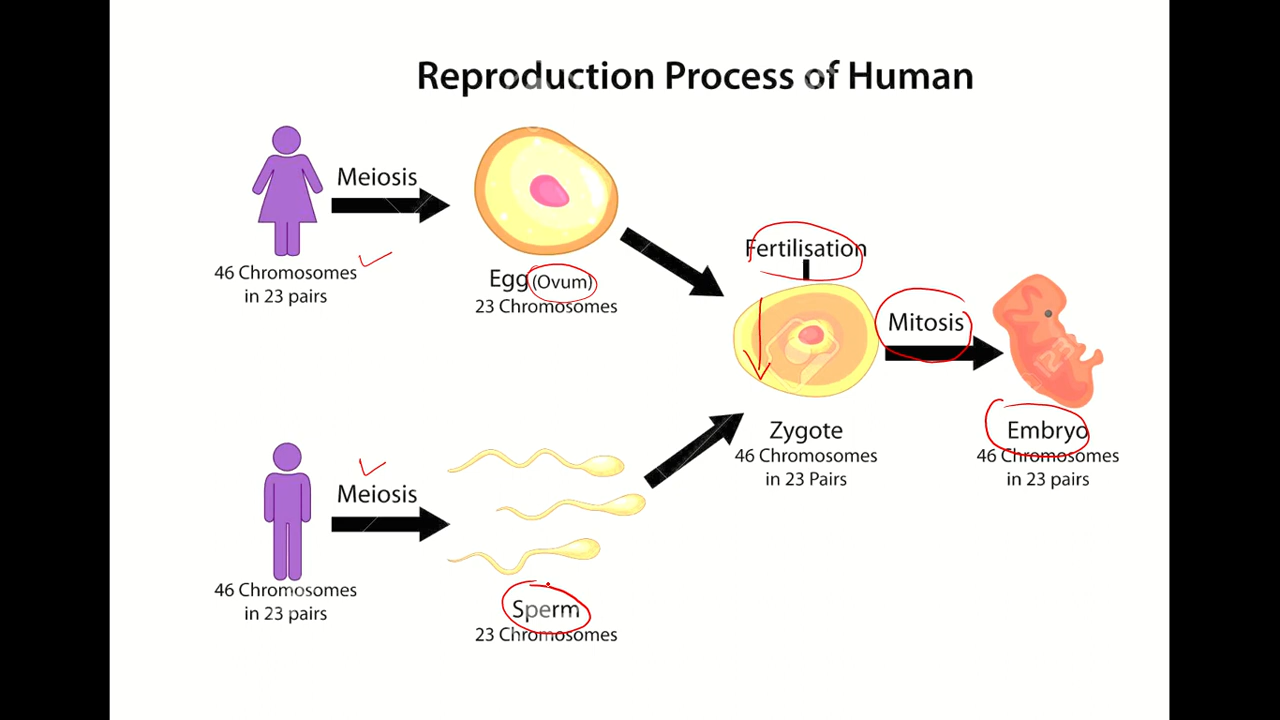 Reproduction Process of Human
Meiosis
46 Chromosomes
in 23 pairs
Egg (Ovum)
23 Chromosomes
Fertilisation
Mitosis
Zygote
46 Chromosomes
in 23 Pairs
Embryo
46 Chromosomes
in 23 pairs
Meiosis
46 Chromosomes
in 23 pairs
Sperm
23 Chromosomes